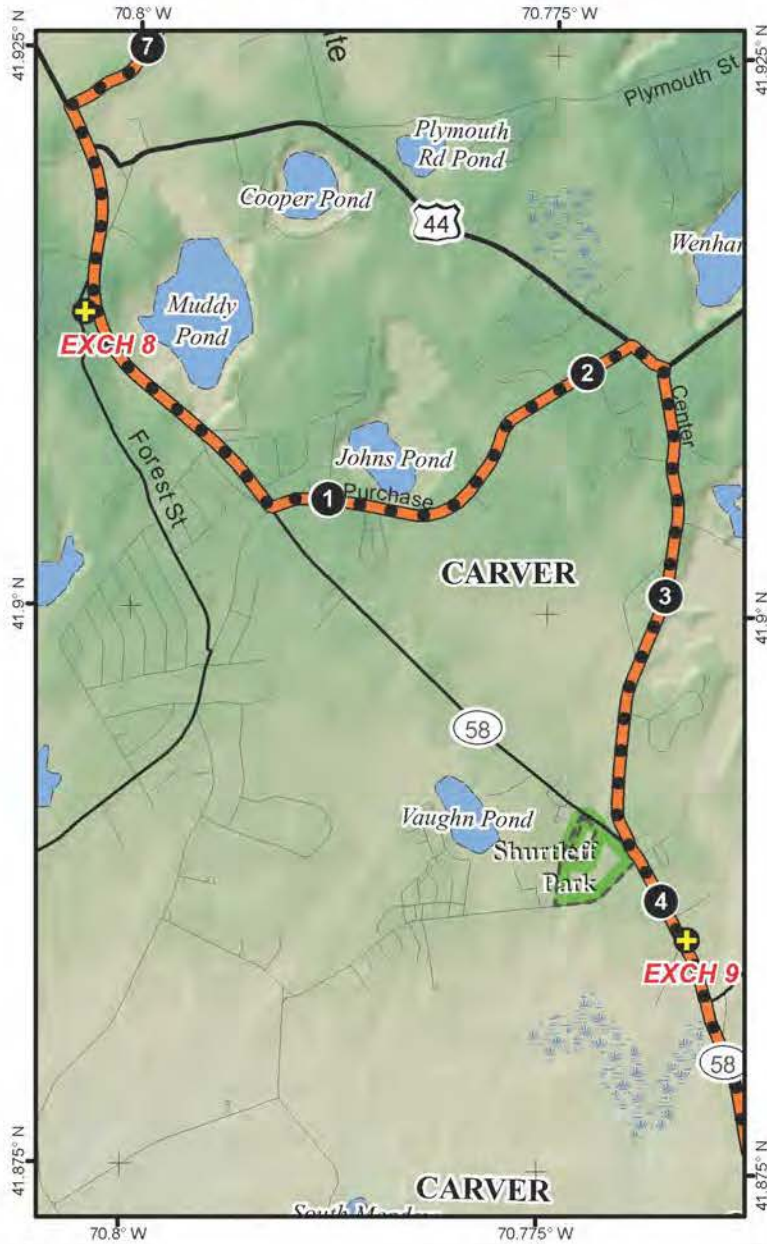 70.8° W
70.775° W
41.925° N
41.925° N
7
te
Plymouth St
Plymouth
Rd Pond
Cooper Pond
44
Wenham
Muddy
Pond
EXCH 8
2
Center
Forest St
Johns Pond
1
Purchase
CARVER
3
41.9° N
41.9° N
58
Vaughn Pond
Shurtleff
Park
4
EXCH 9
58
41.875° N
41.875° N
CARVER
70.8° W
70.775° W